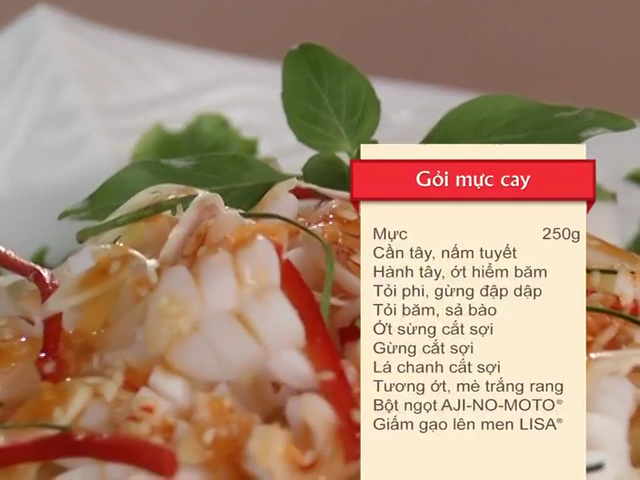 Gỏi mực cay
Mực 250g
Cần tây, nấm tuyết
Hành tây, ớt hiểm băm
Tỏi phi, gừng đập dập
Tỏi băm, sả bào
Ớt sừng cắt sợi
Gừng cắt sợi
Lá chanh cắt sợi
Tương ớt, mè trắng rang
Bột ngọt AJI-NO-MOTO®
Giấm gạo lên men LISA®